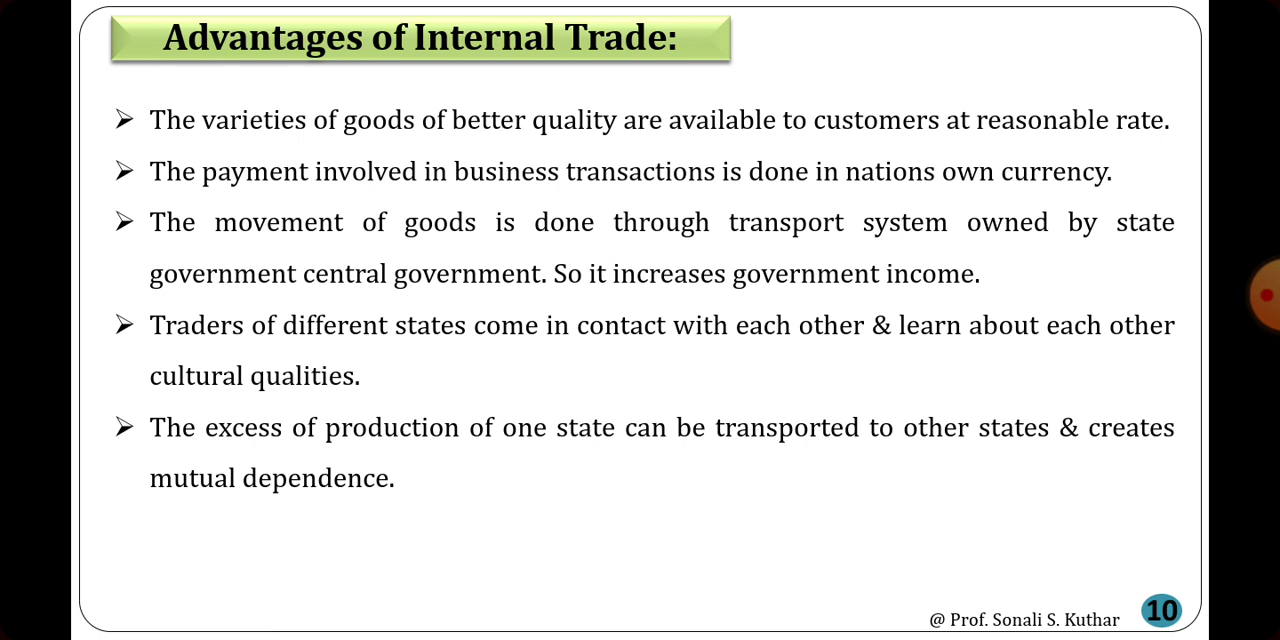 Advantages of Internal Trade:
➢ The varieties of goods of better quality are available to customers at reasonable rate.
➢ The payment involved in business transactions is done in nations own currency.
➢ The movement of goods is done through transport system owned by state
government central government. So it increases government income.
➢ Traders of different states come in contact with each other & learn about each other
cultural qualities.
➢ The excess of production of one state can be transported to other states & creates
mutual dependence.
@ Prof. Sonali S. Kuthar
10